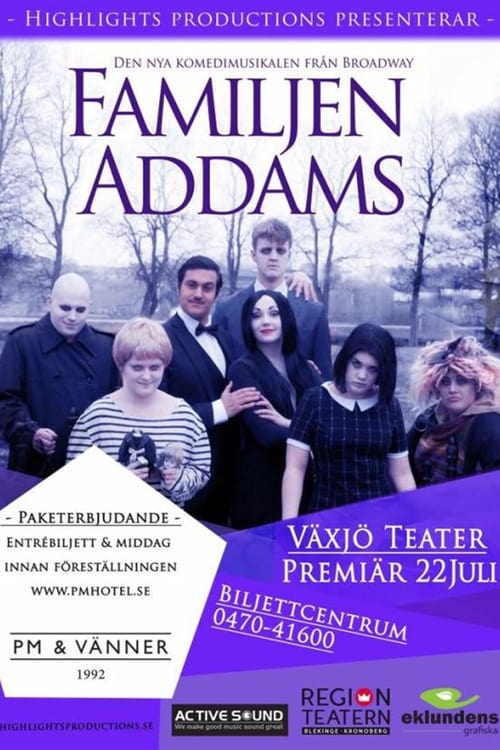 - Highlights productions presenterar -
Den nya komedimusikalen från Broadway
Familjen
Addams
- Paketerbjudande -
Entrébiljett & middag
innan föreställningen
www.pmhotel.se
PM & VÄNNER
1992
Växjö Teater
Premiär 22Juli
Biljettcentrum
0470-41600
highlightsproductions.se
ACTIVE SOUND
We make good music sound great
REGION
TEATERN
BLEKINGE · KRONOBERG
eklundens
grafiska